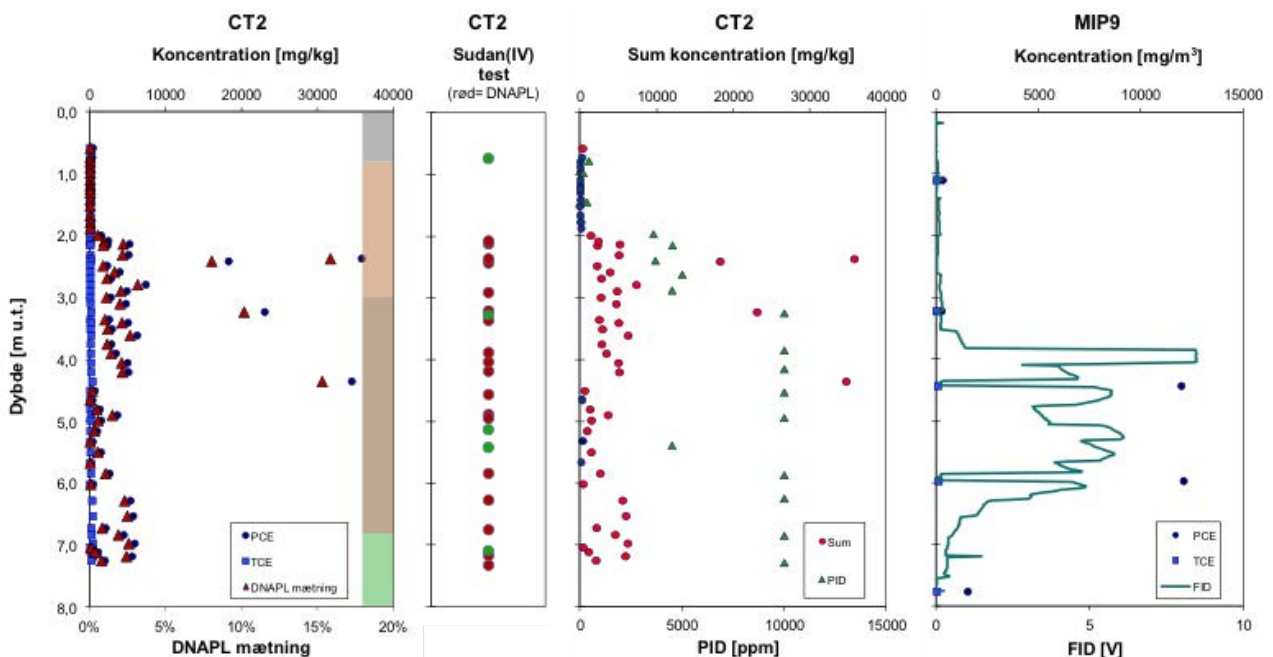 CT2
Koncentration [mg/kg]
0 10000 20000 30000 40000
0,0
1,0
2,0
3,0
4,0
5,0
6,0
7,0
8,0
Dybde [m u.t.]
PCE
TCE
DNAPL mætning
0% 5% 10% 15% 20%
DNAPL mætning
CT2
Sudan(IV)
test
(rød= DNAPL)
CT2
Sum koncentration [mg/kg]
0 10000 20000 30000 40000
Sum
PID
0 5000 10000 15000
PID [ppm]
MIP9
Koncentration [mg/m³]
0 5000 10000 15000
PCE
TCE
FID
0 5 10
FID [V]